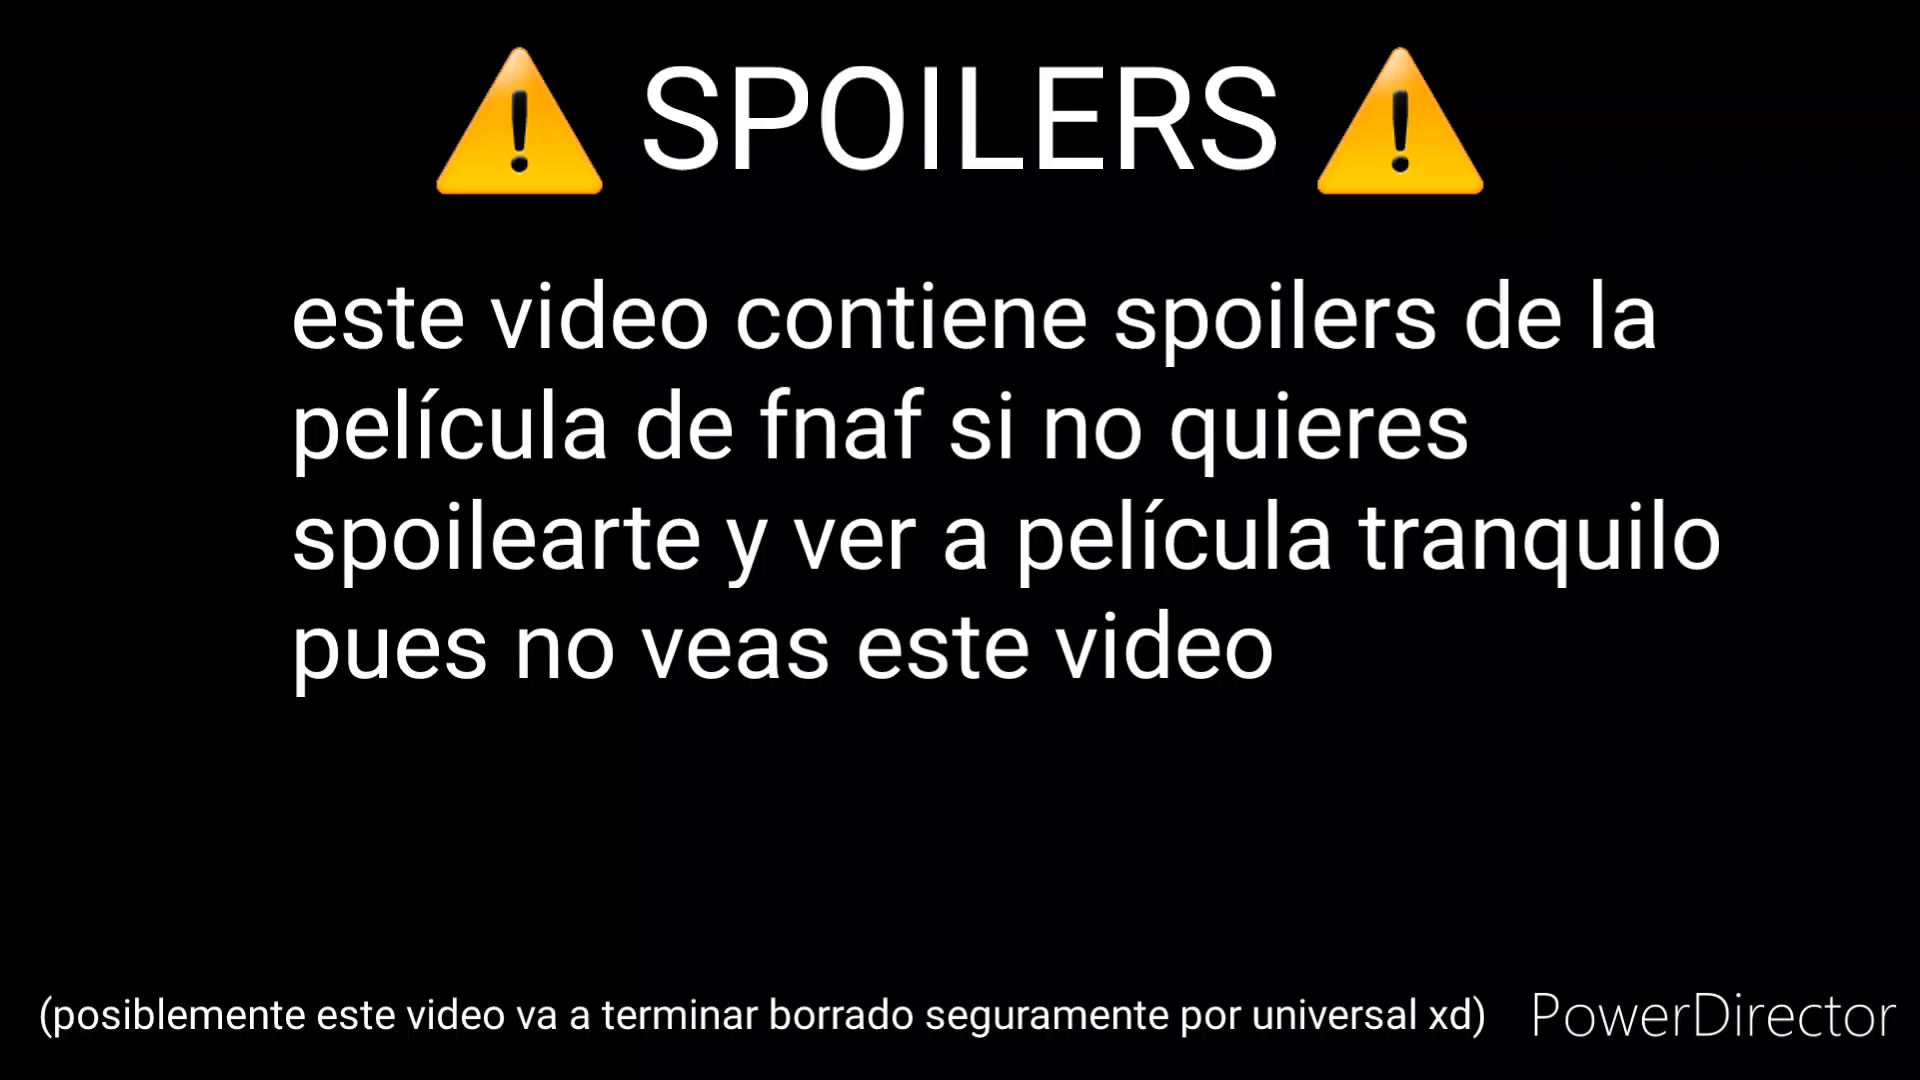 ⚠️ SPOILERS ⚠️
este video contiene spoilers de la
película de fnaf si no quieres
spoilearte y ver a película tranquilo
pues no veas este video
(posiblemente este video va a terminar borrado seguramente por universal xd)
PowerDirector